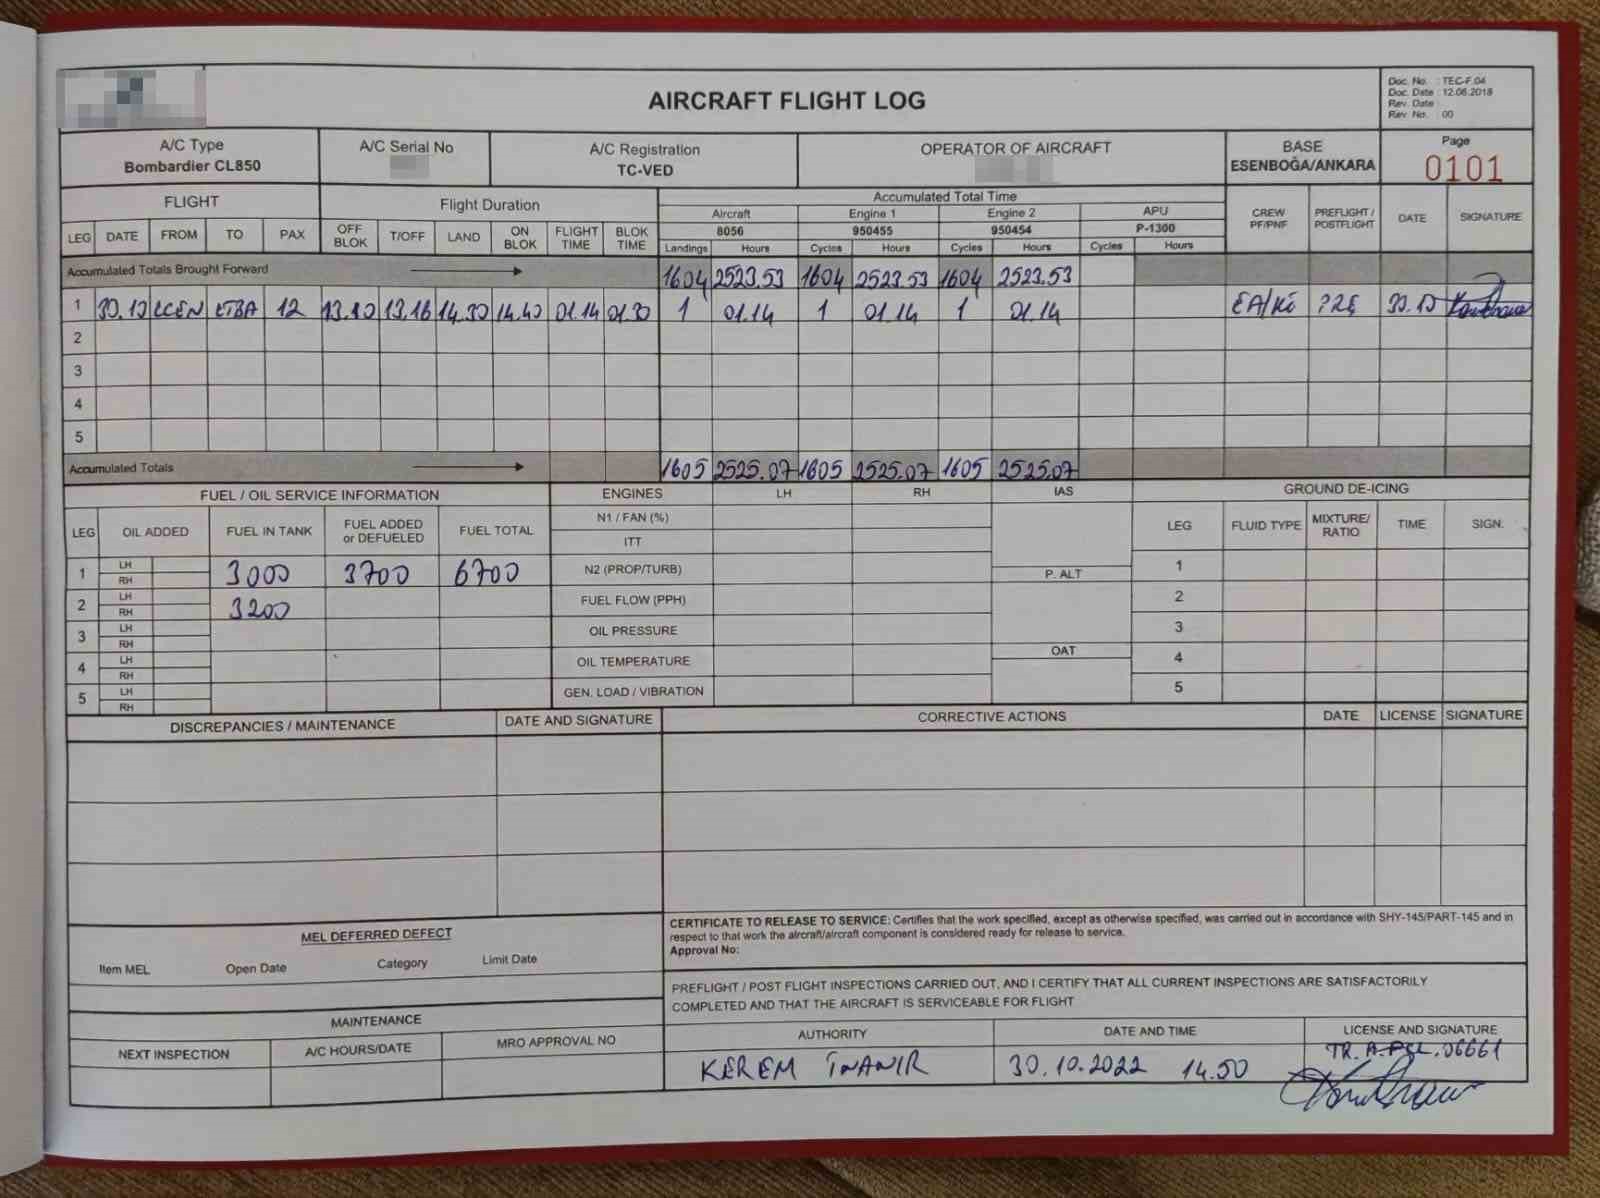 AIRCRAFT FLIGHT LOG
Doc. No. : TEC-F.04
Doc. Date : 12.06.2018
Rev. Date :
Rev. No. : 00
A/C Type
Bombardier CL850
A/C Serial No
A/C Registration
TC-VED
OPERATOR OF AIRCRAFT
BASE
ESENBOĞA/ANKARA
Page
0101
FLIGHT Flight Duration Accumulated Total Time
Aircraft Engine 1 Engine 2 APU
8056 950455 950454 P-1300
LEG DATE FROM TO PAX OFF BLOK T/OFF LAND ON BLOK FLIGHT TIME BLOK TIME Landings Hours Cycles Hours Cycles Hours Cycles Hours CREW PF/PNF PREFLIGHT / POSTFLIGHT DATE SIGNATURE
Accumulated Totals Brought Forward 1604 2523.53 1604 2523.53 1604 2523.53
1 30.10 LCEN ETBA 12 13.10 13.16 14.30 14.40 01.14 01.30 1 01.14 1 01.14 1 01.14 EA/Kİ PRE 30.10
2
3
4
5
Accumulated Totals 1605 2525.07 1605 2525.07 1605 2525.07
FUEL / OIL SERVICE INFORMATION ENGINES LH RH IAS GROUND DE-ICING
LEG OIL ADDED FUEL IN TANK FUEL ADDED or DEFUELED FUEL TOTAL
1 LH RH 3000 3700 6700
2 LH RH 3200
3 LH RH
4 LH RH
5 LH RH
N1 / FAN (%)
ITT
N2 (PROP/TURB)
FUEL FLOW (PPH)
OIL PRESSURE
OIL TEMPERATURE
GEN. LOAD / VIBRATION
P. ALT
OAT
LEG FLUID TYPE MIXTURE/ RATIO TIME SIGN.
1
2
3
4
5
DISCREPANCIES / MAINTENANCE DATE AND SIGNATURE CORRECTIVE ACTIONS DATE LICENSE SIGNATURE
MEL DEFERRED DEFECT
Item MEL Open Date Category Limit Date
MAINTENANCE
NEXT INSPECTION A/C HOURS/DATE MRO APPROVAL NO
CERTIFICATE TO RELEASE TO SERVICE: Certifies that the work specified, except as otherwise specified, was carried out in accordance with SHY-145/PART-145 and in
respect to that work the aircraft/aircraft component is considered ready for release to service.
Approval No:
PREFLIGHT / POST FLIGHT INSPECTIONS CARRIED OUT, AND I CERTIFY THAT ALL CURRENT INSPECTIONS ARE SATISFACTORILY
COMPLETED AND THAT THE AIRCRAFT IS SERVICEABLE FOR FLIGHT
AUTHORITY DATE AND TIME LICENSE AND SIGNATURE
KEREM İNANIR 30.10.2022 14.50 TR.A.PGL.06661